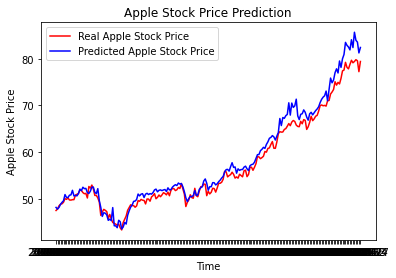 Apple Stock Price Prediction
Real Apple Stock Price
Predicted Apple Stock Price
Apple Stock Price
80
70
60
50
Time